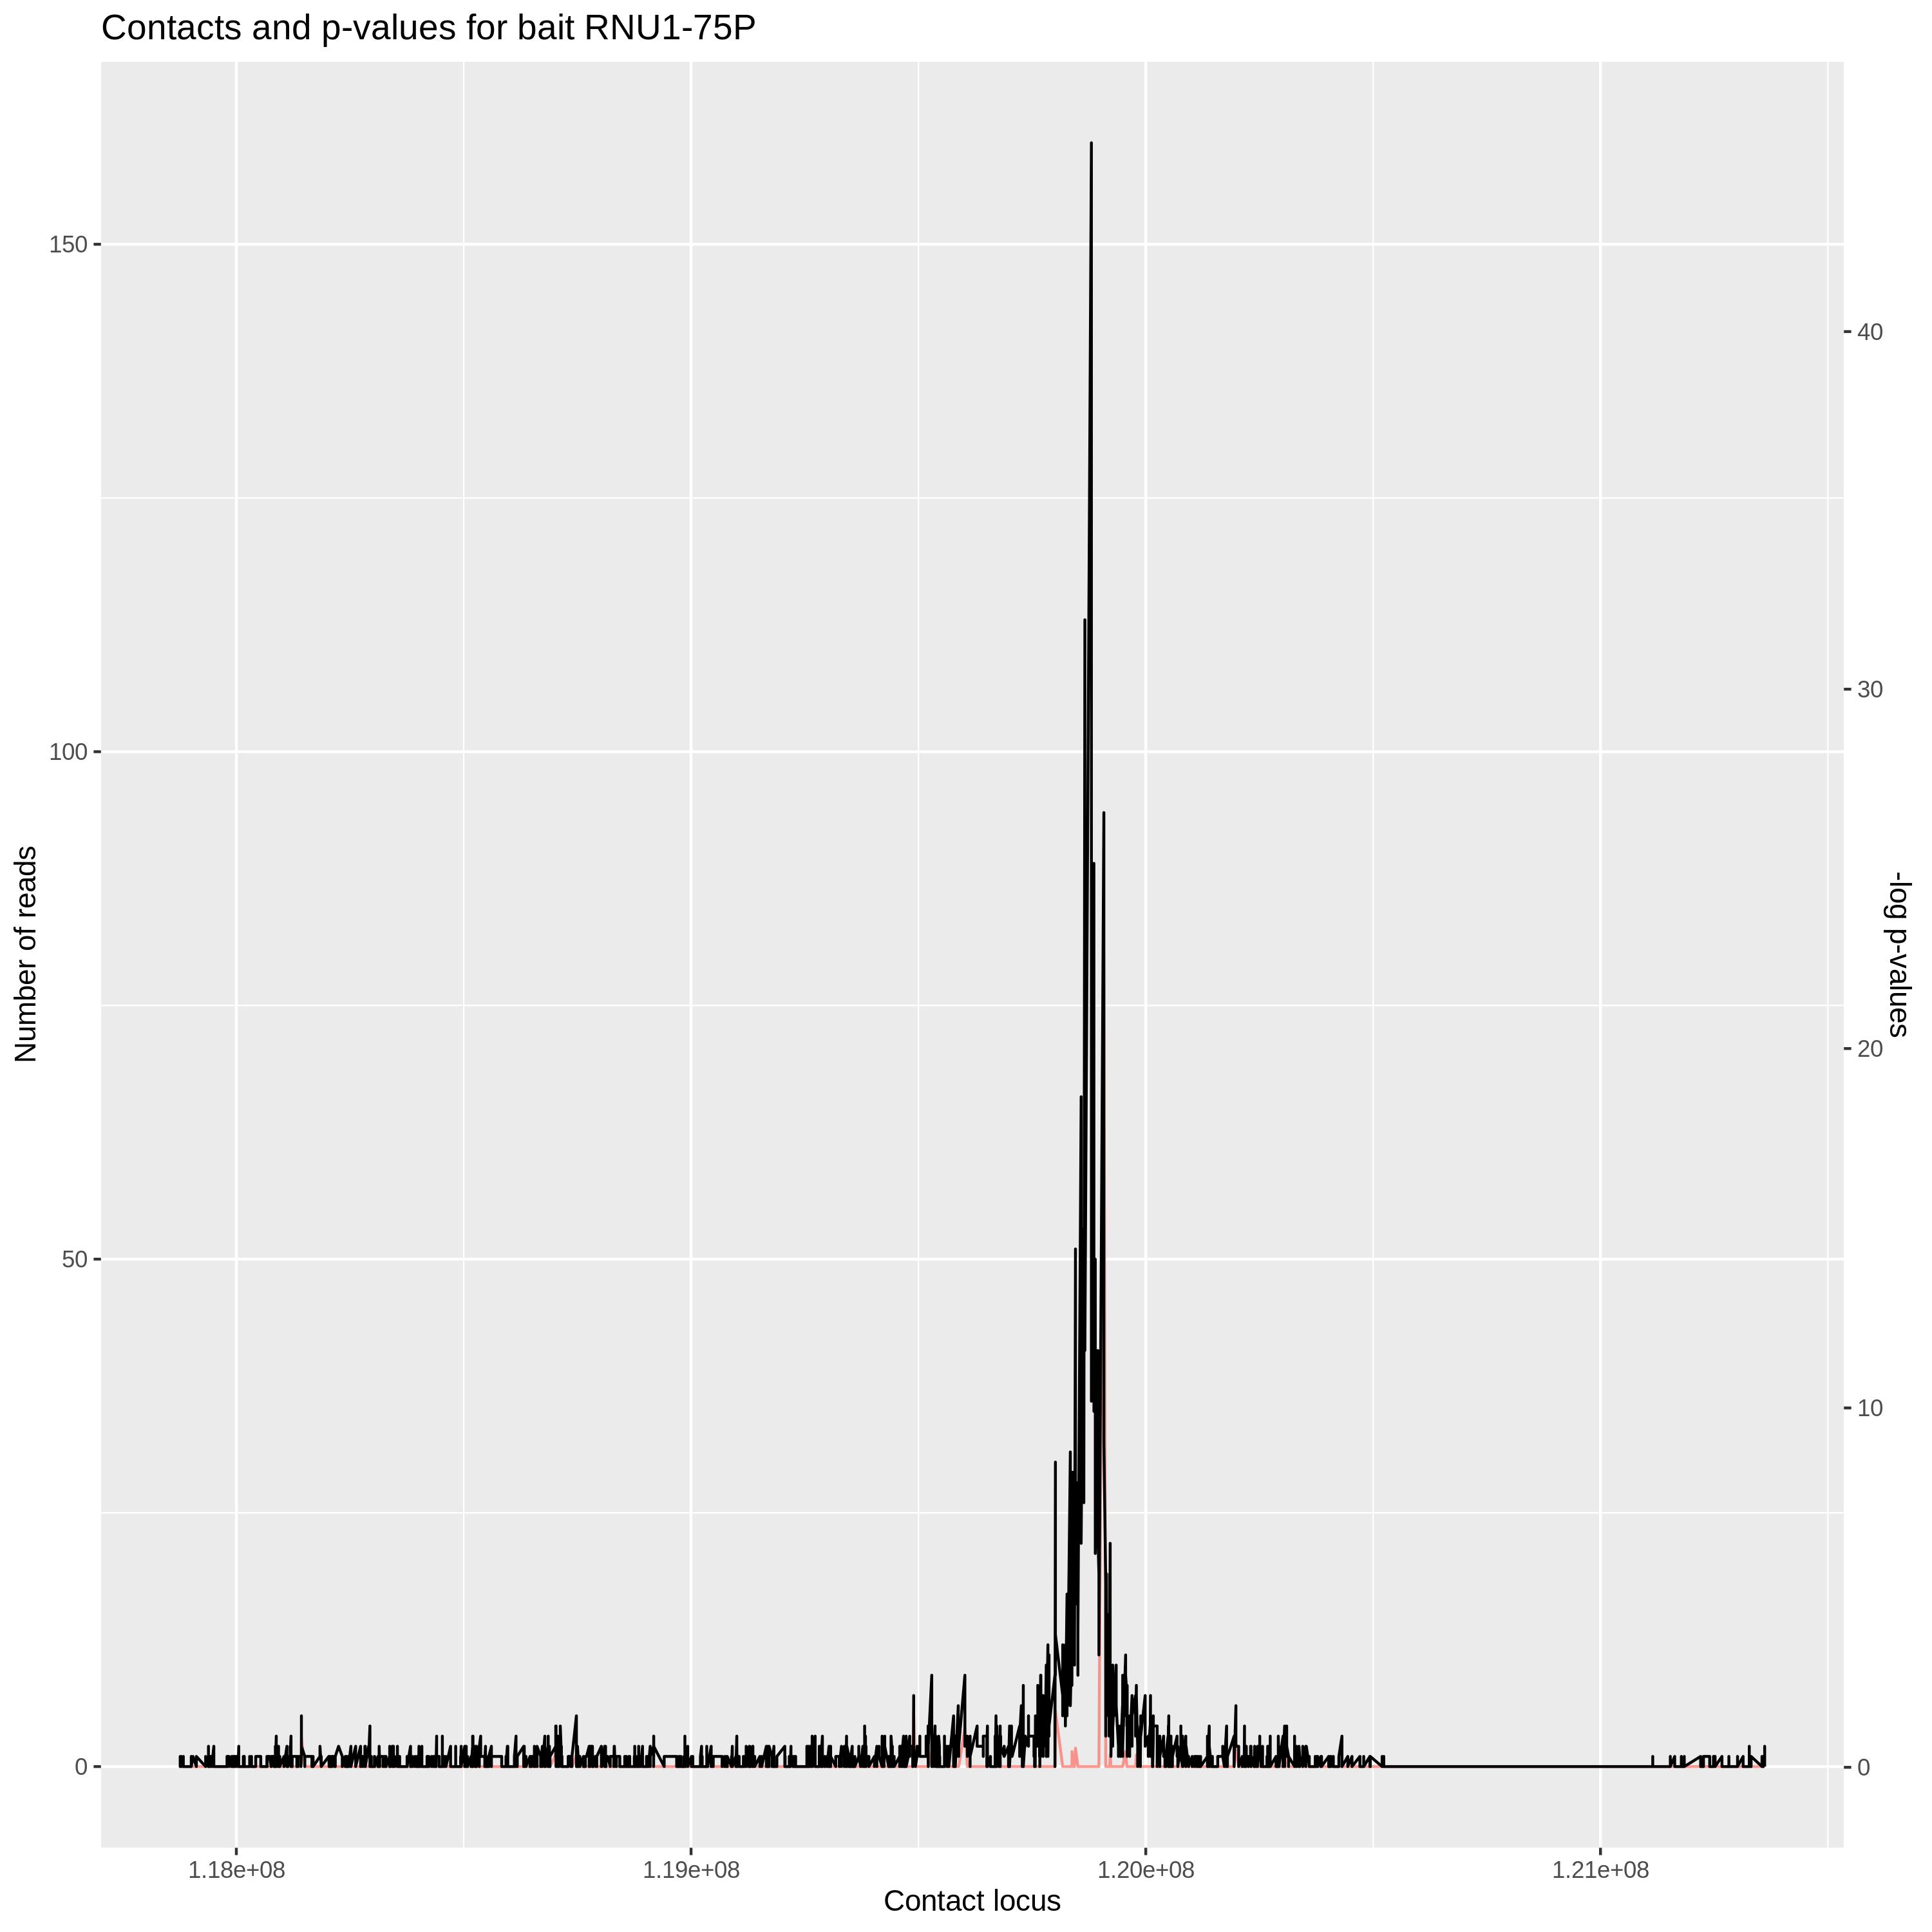 Contacts and p-values for bait RNU1-75P
150
100
50
0
Number of reads
40
30
20
10
0
-log p-values
1.18e+08
1.19e+08
1.20e+08
1.21e+08
Contact locus